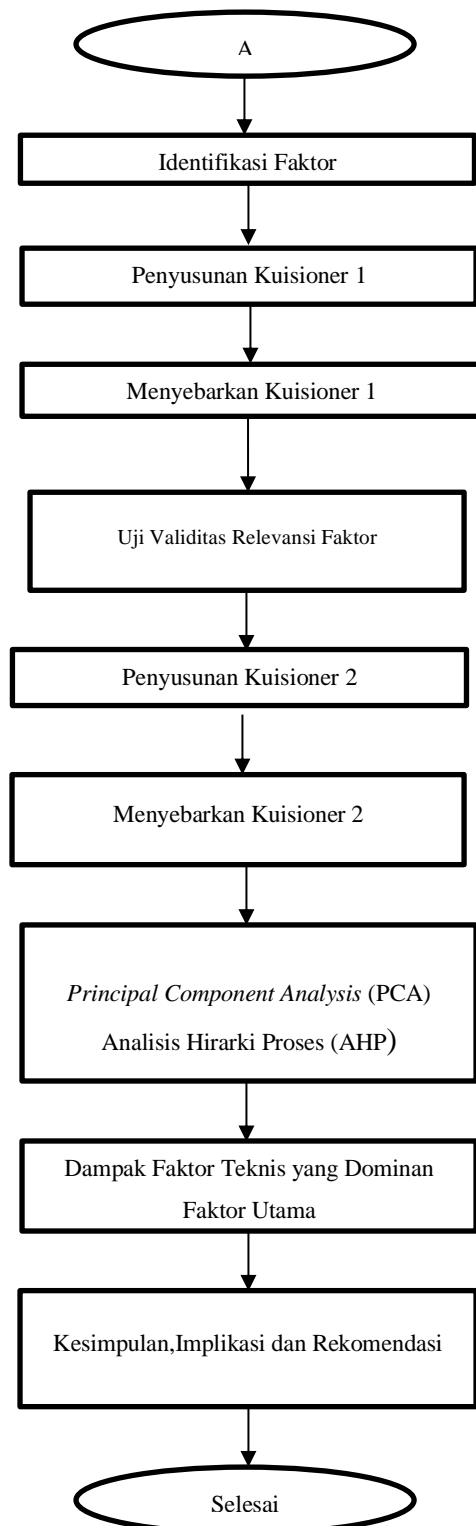 A
Identifikasi Faktor
Penyusunan Kuisioner 1
Menyebarkan Kuisioner 1
Uji Validitas Relevansi Faktor
Penyusunan Kuisioner 2
Menyebarkan Kuisioner 2
Principal Component Analysis (PCA)
Analisis Hirarki Proses (AHP)
Dampak Faktor Teknis yang Dominan
Faktor Utama
Kesimpulan,Implikasi dan Rekomendasi
Selesai